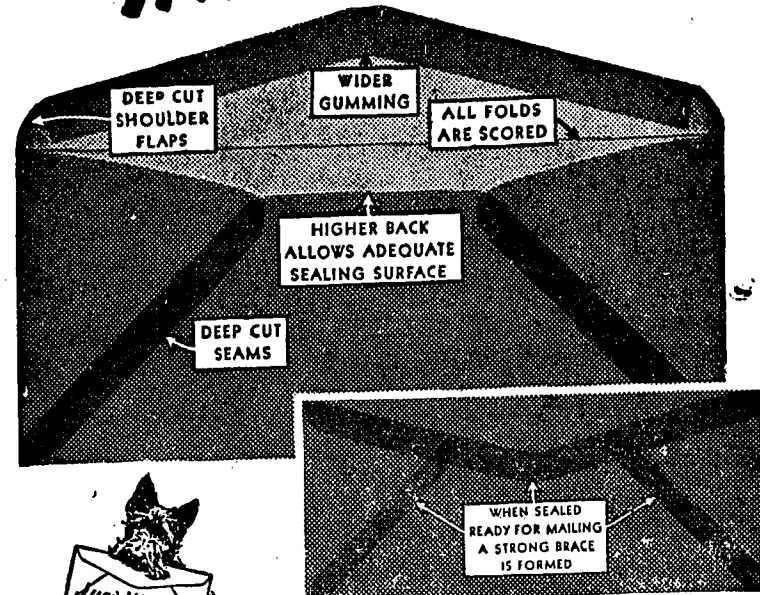 WIDER
GUMMING
DEEP CUT
SHOULDER
FLAPS
ALL FOLDS
ARE SCORED
HIGHER BACK
ALLOWS ADEQUATE
SEALING SURFACE
DEEP CUT
SEAMS
WHEN SEALED
READY FOR MAILING
A STRONG BRACE
IS FORMED